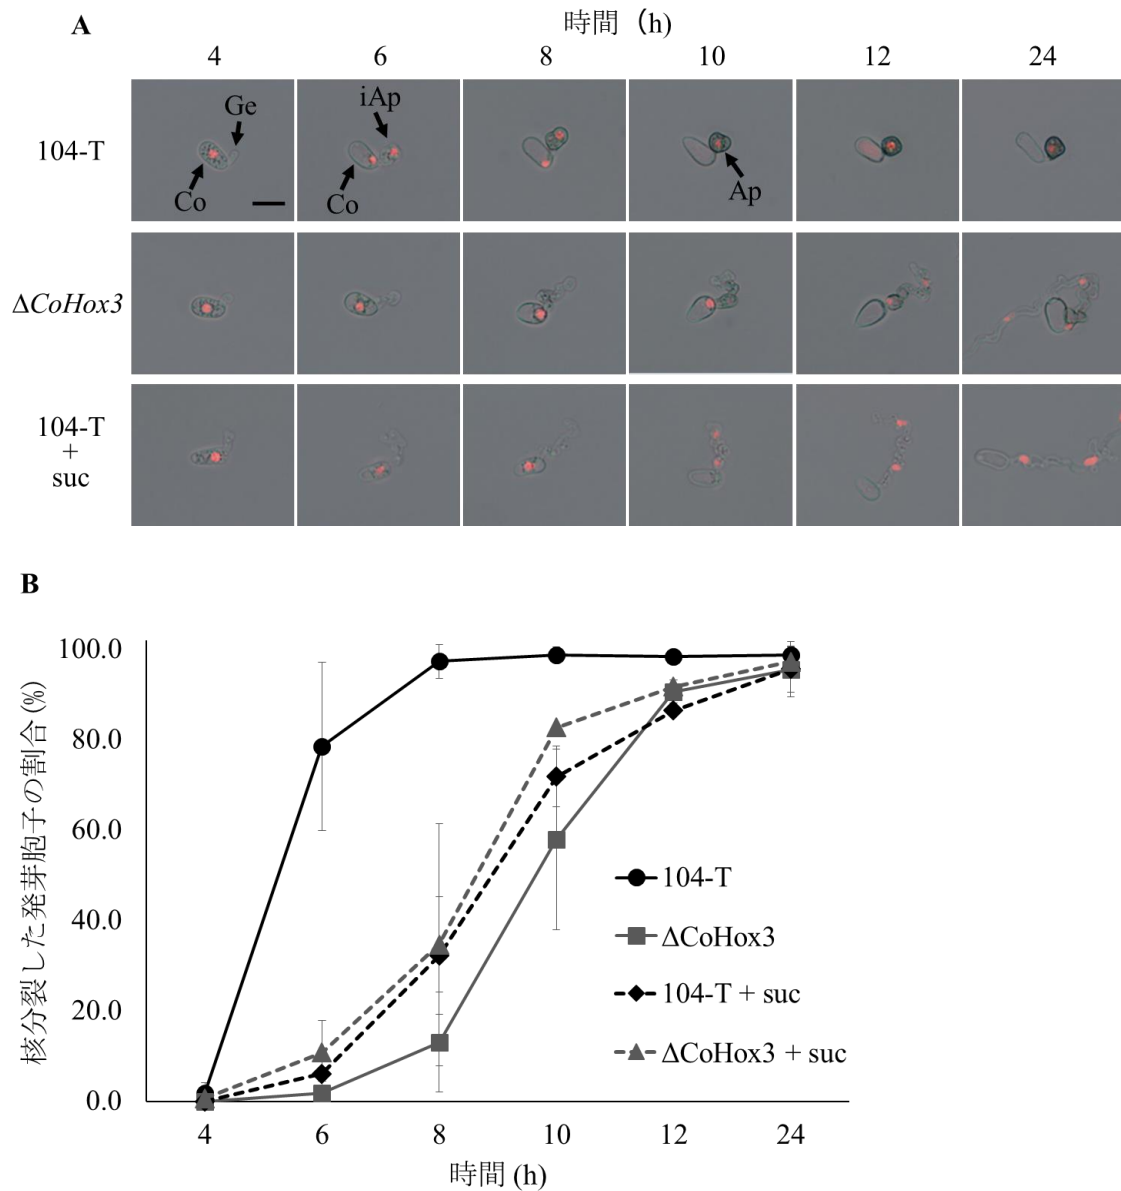 A
時間（h)
4 6 8 10 12 24
104-T
Ge
Co
iAp
Co
Ap
ΔCoHox3
104-T
+
suc
B
核分裂した発芽胞子の割合 (%)
100.0
80.0
60.0
40.0
20.0
0.0
104-T
ΔCoHox3
104-T + suc
ΔCoHox3 + suc
4 6 8 10 12 24
時間 (h)